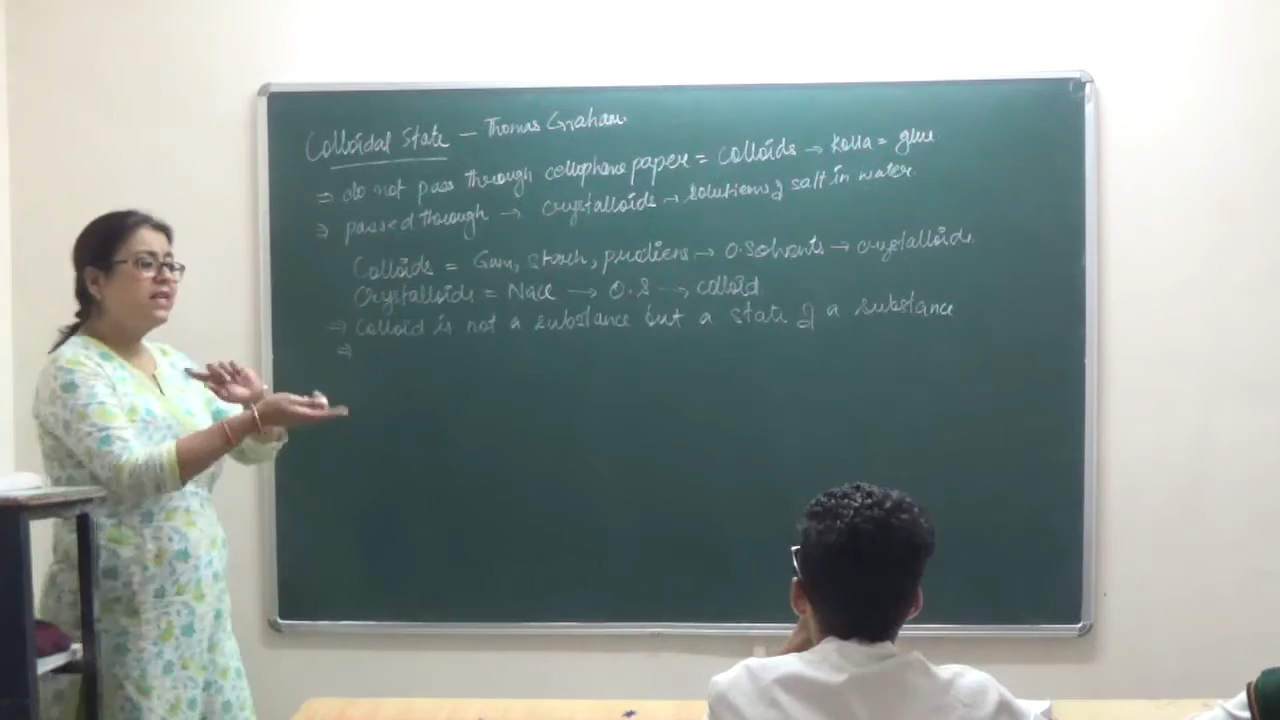 Colloidal State - Thomas Graham.
⇒ do not pass through cellophane paper = colloids → Kolla = glue
⇒ passed through → crystalloids → solutions of salt in water.
Colloids = Gum, starch, protiens → O.Solvents → crystalloids.
Crystalloids = Nacl → O.S → colloid
⇒ Colloid is not a substance but a state of a substance
⇒